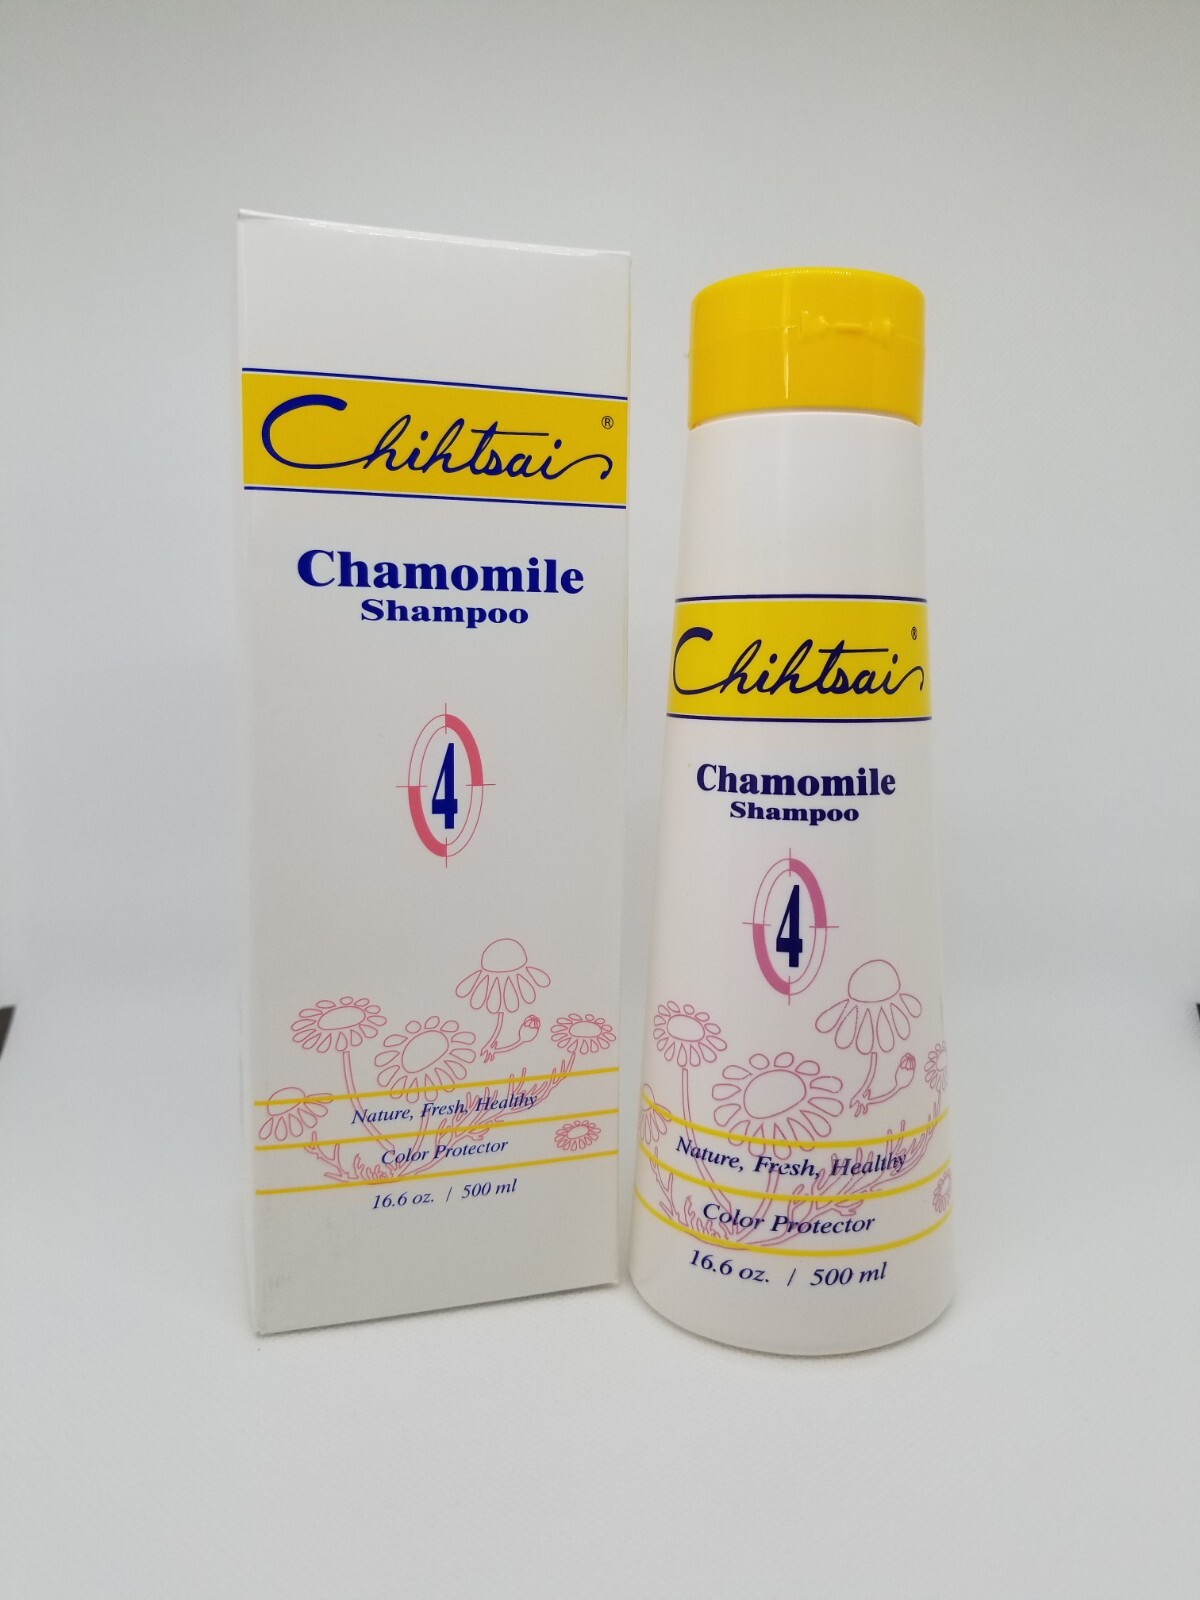 Chihtsai®
Chamomile
Shampoo
4
Nature, Fresh, Healthy
Color Protector
16.6 oz. / 500 ml
Chihtsai®
Chamomile
Shampoo
4
Nature, Fresh, Healthy
Color Protector
16.6 oz. / 500 ml